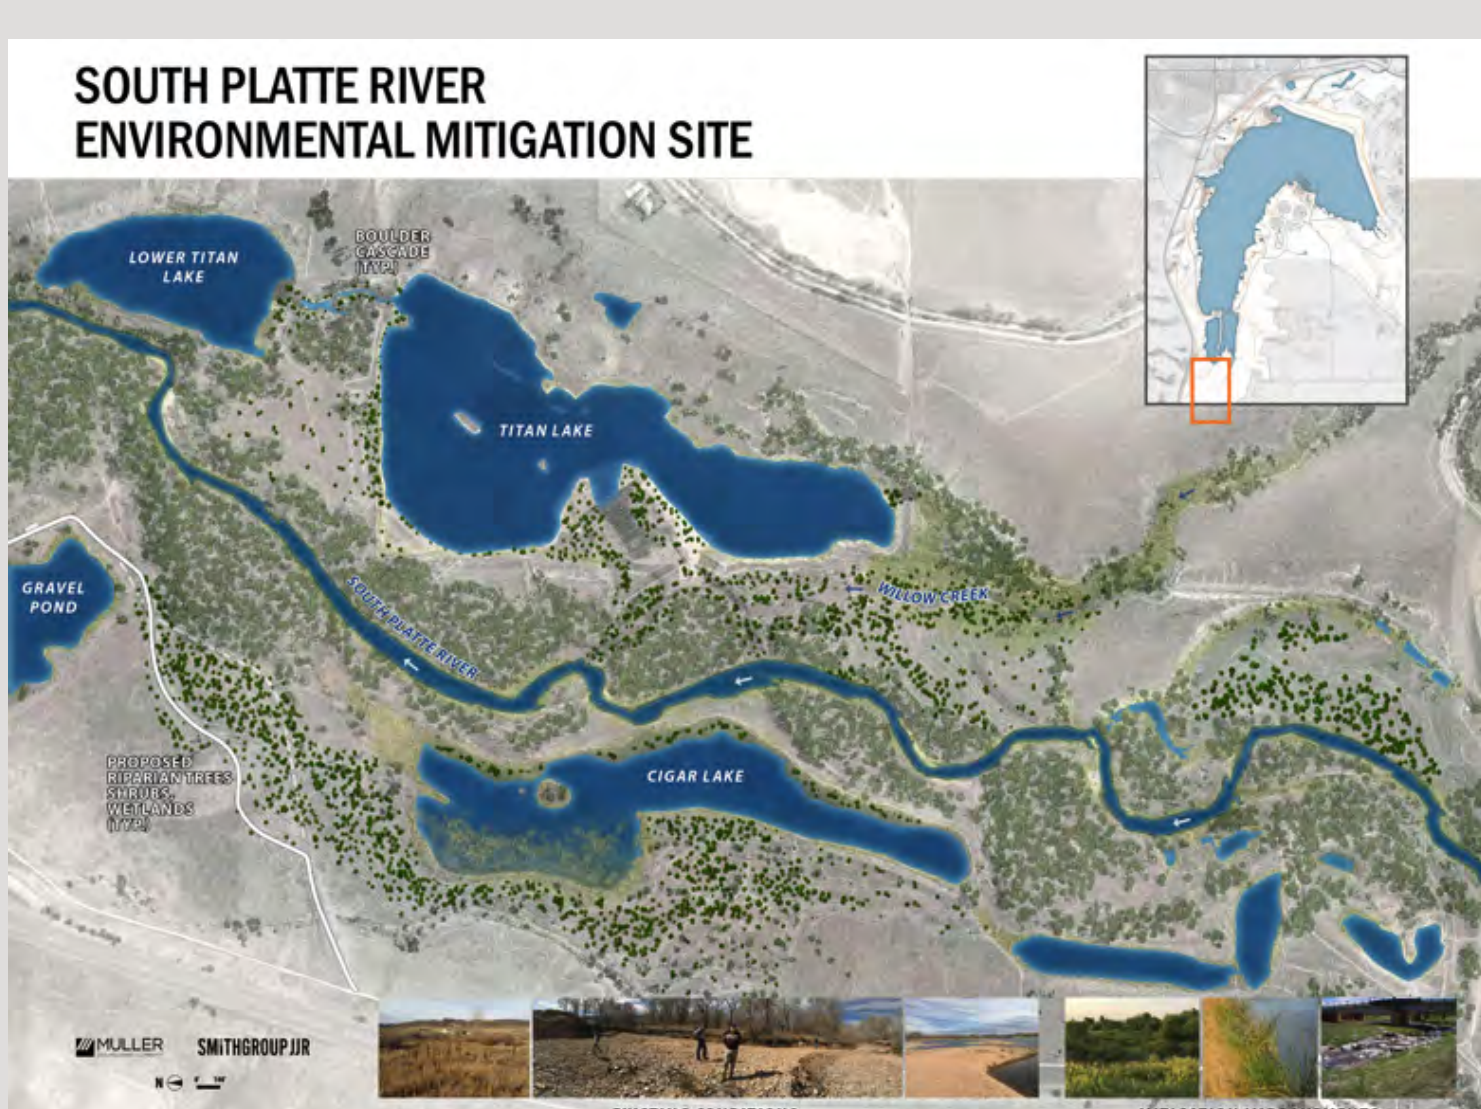 SOUTH PLATTE RIVER
ENVIRONMENTAL MITIGATION SITE
LOWER TITAN
LAKE
BOULDER
CASCADE
(TYP.)
TITAN LAKE
GRAVEL
POND
SOUTH PLATTE RIVER
WILLOW CREEK
CIGAR LAKE
PROPOSED
RIPARIAN TREES
SHRUBS,
WETLANDS
(TYP.)
MULLER
SMITHGROUP JJR
N